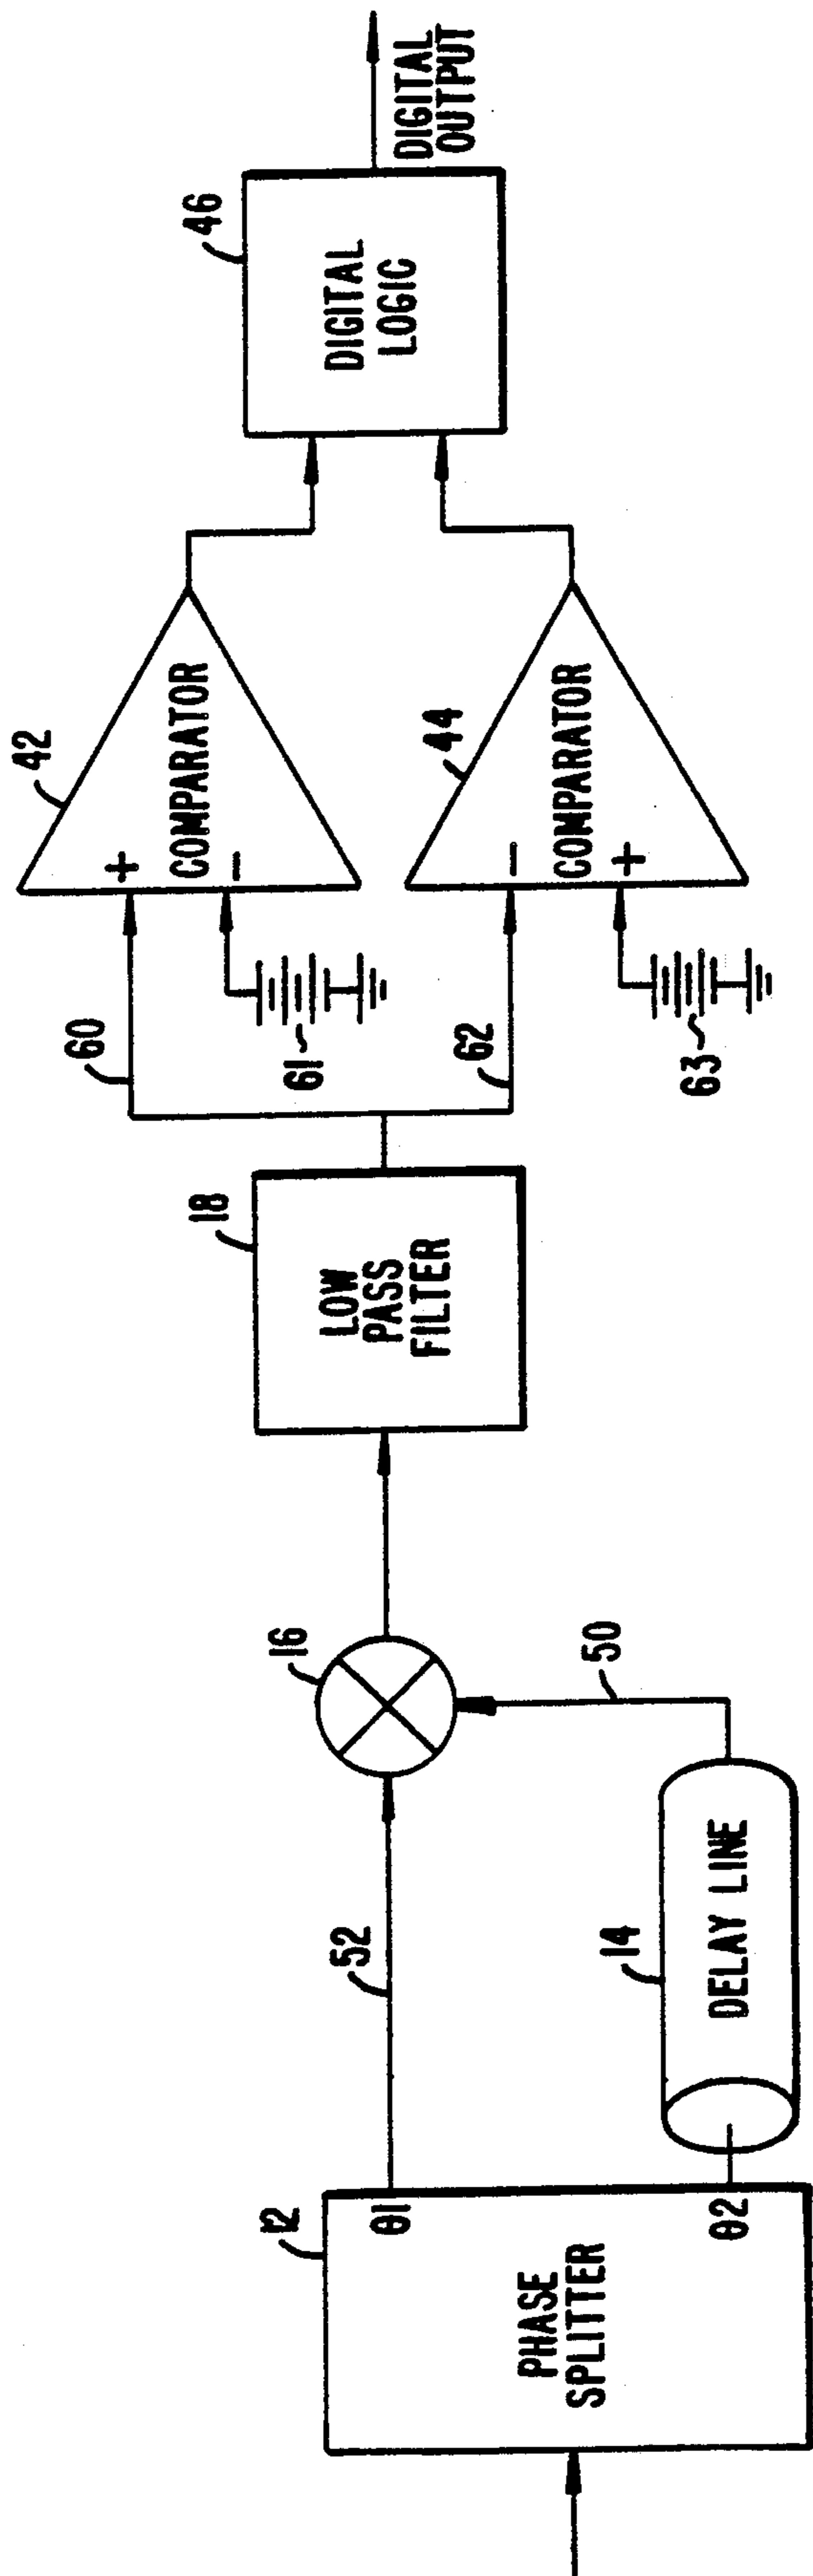 12
PHASE
SPLITTER
θ1
θ2
52
14
DELAY LINE
50
16
18
LOW
PASS
FILTER
60
62
61
63
42
+
COMPARATOR
-
44
-
COMPARATOR
+
46
DIGITAL
LOGIC
DIGITAL
OUTPUT